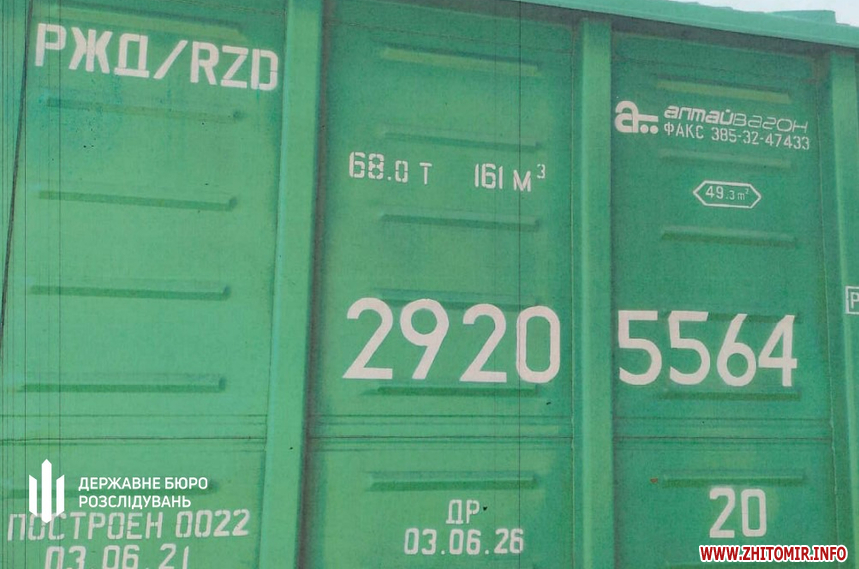 РЖД/RZD
68.0 Т 161 М³
алтайвагон
ФАКС 385-32-47433
49.3 m²
2920 5564
ДЕРЖАВНЕ БЮРО
РОЗСЛІДУВАНЬ
ПОСТРОЕН 0022
03.06.21
ДР
03.06.26
20
WWW.ZHITOMIR.INFO